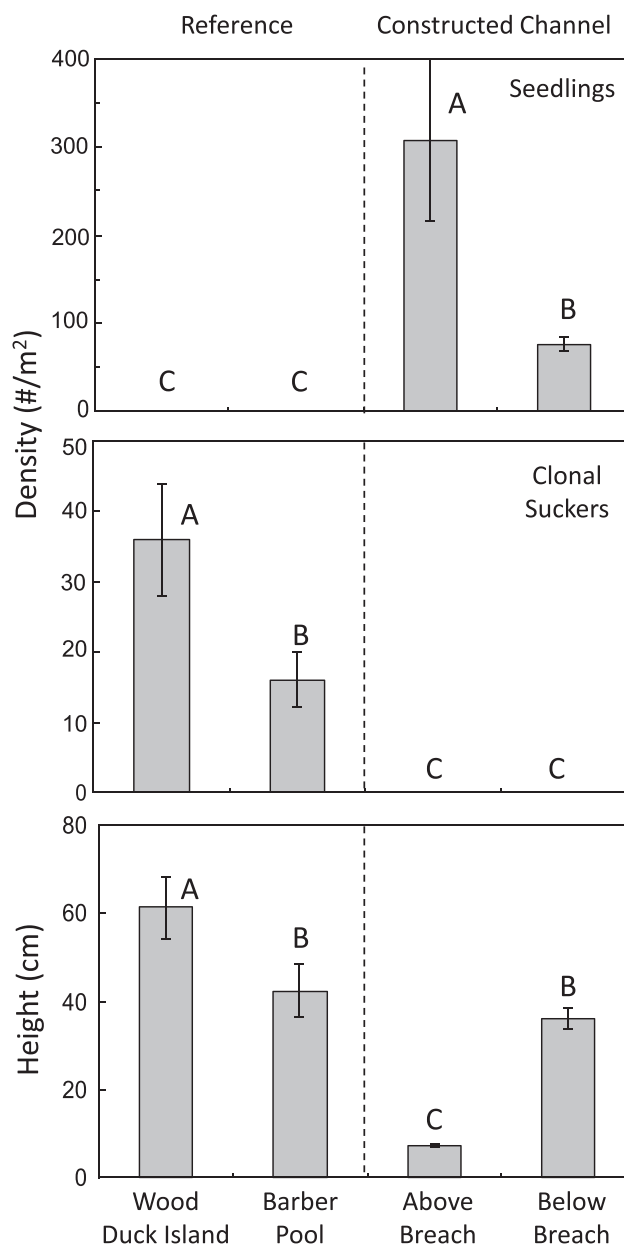 Reference
Constructed Channel
400
300
200
100
0
Seedlings
A
B
C
C
Density (#/m²)
50
40
30
20
10
0
Clonal
Suckers
A
B
C
C
80
60
40
20
0
Height (cm)
A
B
C
B
Wood
Duck Island
Barber
Pool
Above
Breach
Below
Breach